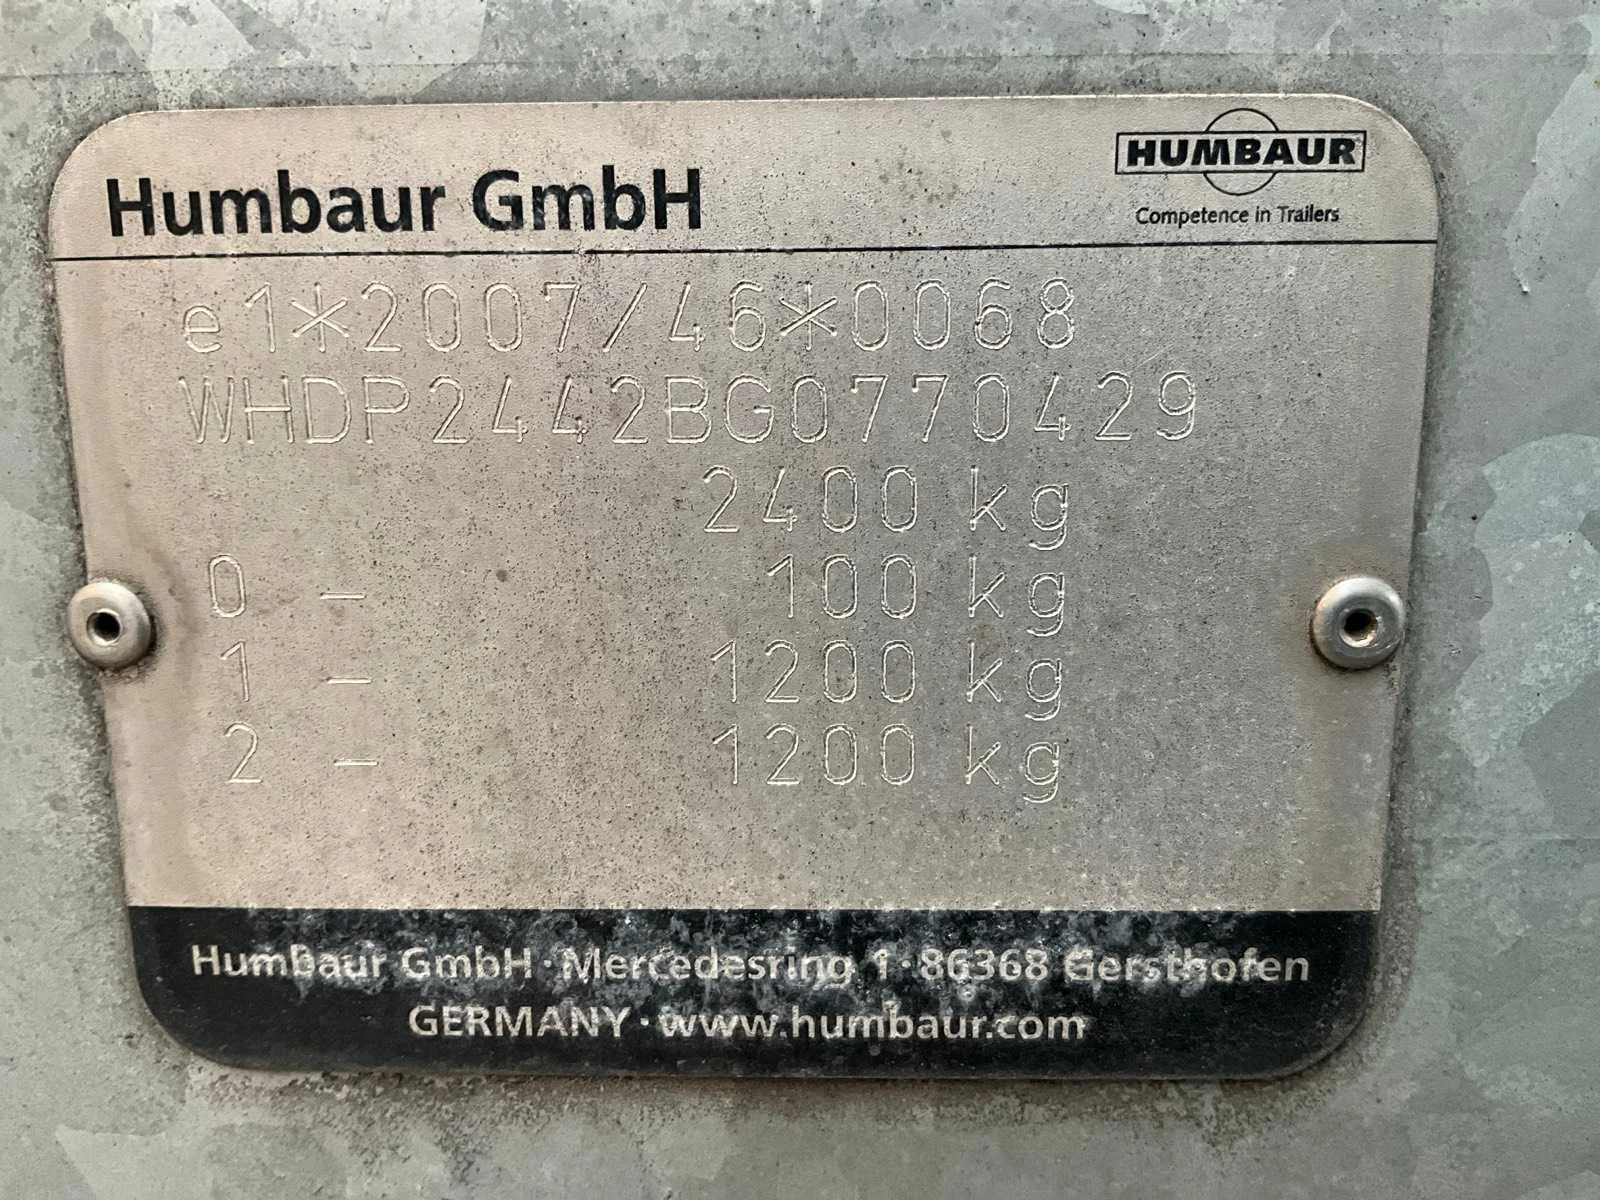 HUMBAUR
Competence in Trailers
Humbaur GmbH
e1*2007/46*0068
WHDP2442BG0770429
2400 kg
0 - 100 kg
1 - 1200 kg
2 - 1200 kg
Humbaur GmbH · Mercedesring 1 · 86368 Gersthofen
GERMANY · www.humbaur.com